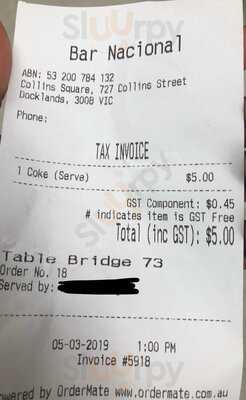 Sluurpy
Bar Nacional
ABN: 53 200 784 132
Collins Square, 727 Collins Street
Docklands, 3008 VIC
Phone:
TAX INVOICE
1 Coke (Serve) $5.00
GST Component: $0.45
# indicates item is GST Free
Total (inc GST): $5.00
Table Bridge 73
Order No. 18
Served by:
05-03-2019 1:00 PM
Invoice #5918
owered by OrderMate www.ordermate.com.au
Sluurpy